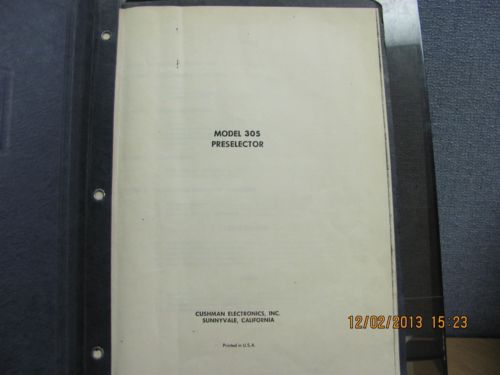 MODEL 305
PRESELECTOR
CUSHMAN ELECTRONICS, INC.
SUNNYVALE, CALIFORNIA
Printed in U.S.A.
12/02/2013 15:23